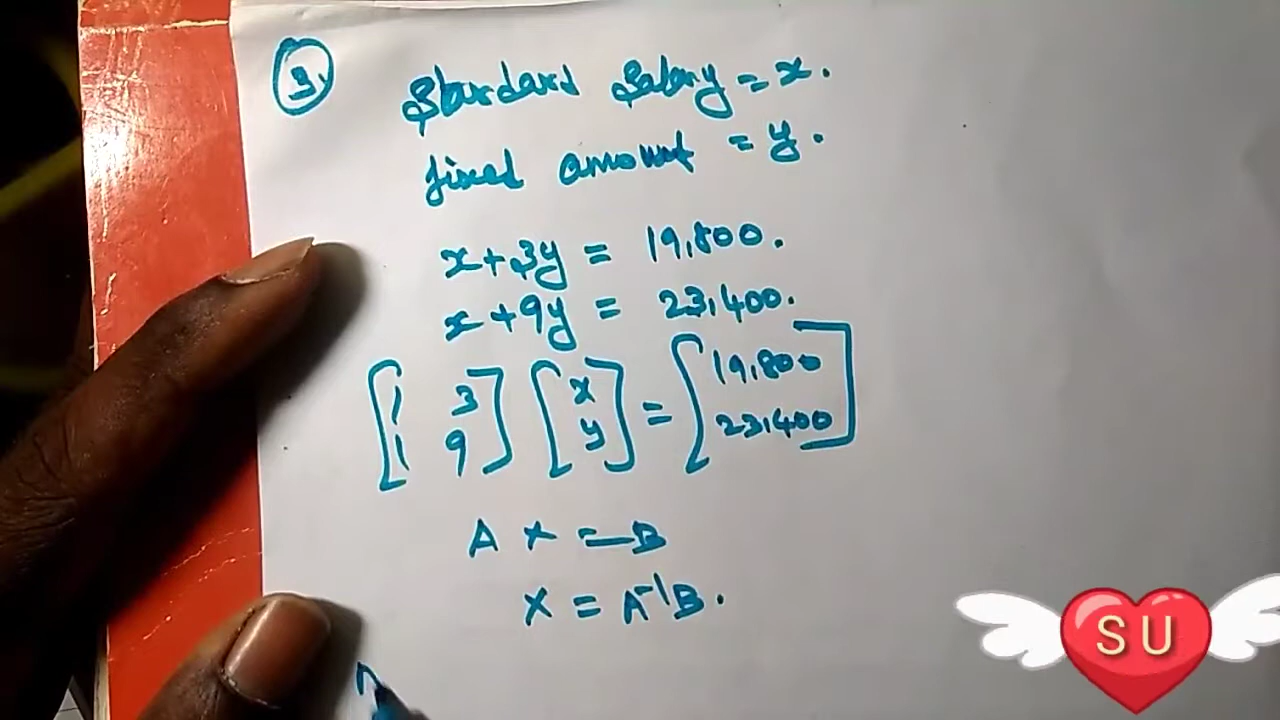 3.
Standard Salary = x.
fixed amount = y.
x + 3y = 19,800.
x + 9y = 23,400.
[1 3] [x] = [19,800]
[1 9] [y] [23,400]
A X = B
X = A⁻¹B.
SU